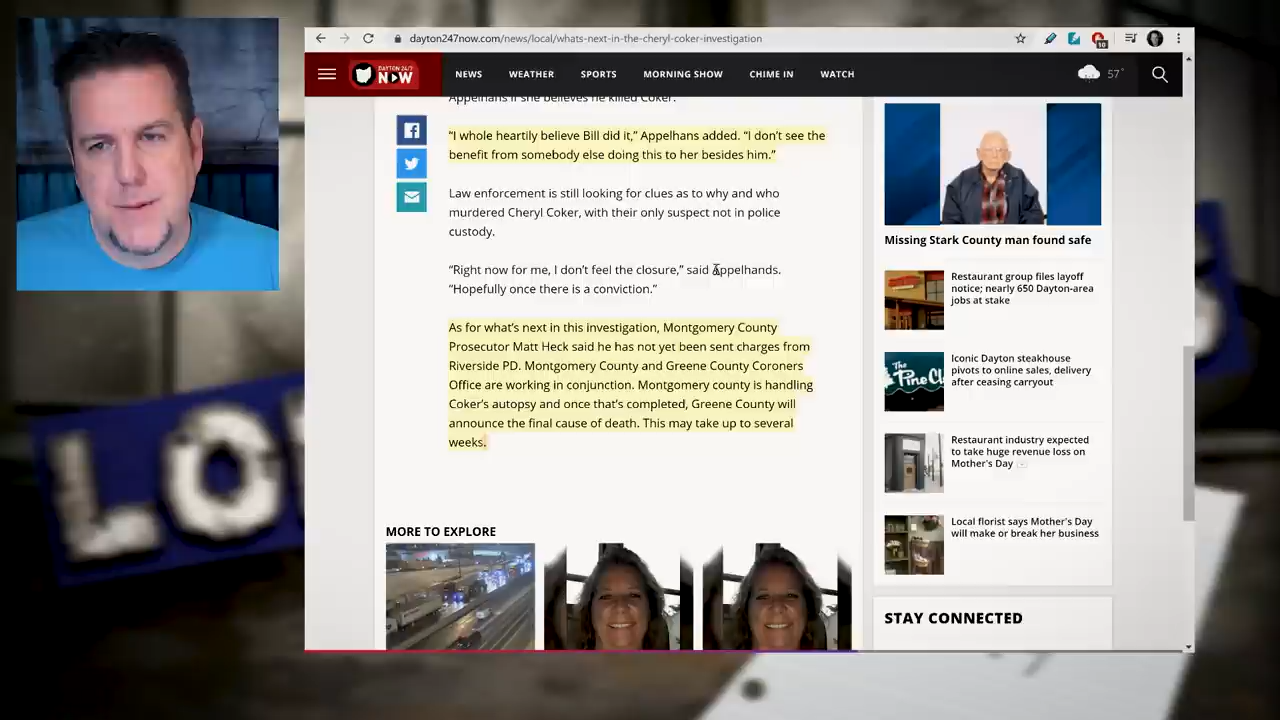 dayton247now.com/news/local/whats-next-in-the-cheryl-coker-investigation
10
DAYTON 24/7
NOW
NEWS
WEATHER
SPORTS
MORNING SHOW
CHIME IN
WATCH
57°
Appelhans if she believes he killed Coker.
“I whole heartily believe Bill did it,” Appelhans added. “I don’t see the
benefit from somebody else doing this to her besides him.”
Law enforcement is still looking for clues as to why and who
murdered Cheryl Coker, with their only suspect not in police
custody.
“Right now for me, I don’t feel the closure,” said Appelhands.
“Hopefully once there is a conviction.”
As for what’s next in this investigation, Montgomery County
Prosecutor Matt Heck said he has not yet been sent charges from
Riverside PD. Montgomery County and Greene County Coroners
Office are working in conjunction. Montgomery county is handling
Coker’s autopsy and once that’s completed, Greene County will
announce the final cause of death. This may take up to several
weeks.
MORE TO EXPLORE
Missing Stark County man found safe
Restaurant group files layoff
notice; nearly 650 Dayton-area
jobs at stake
Iconic Dayton steakhouse
pivots to online sales, delivery
after ceasing carryout
Restaurant industry expected
to take huge revenue loss on
Mother’s Day
Local florist says Mother’s Day
will make or break her business
STAY CONNECTED
LO